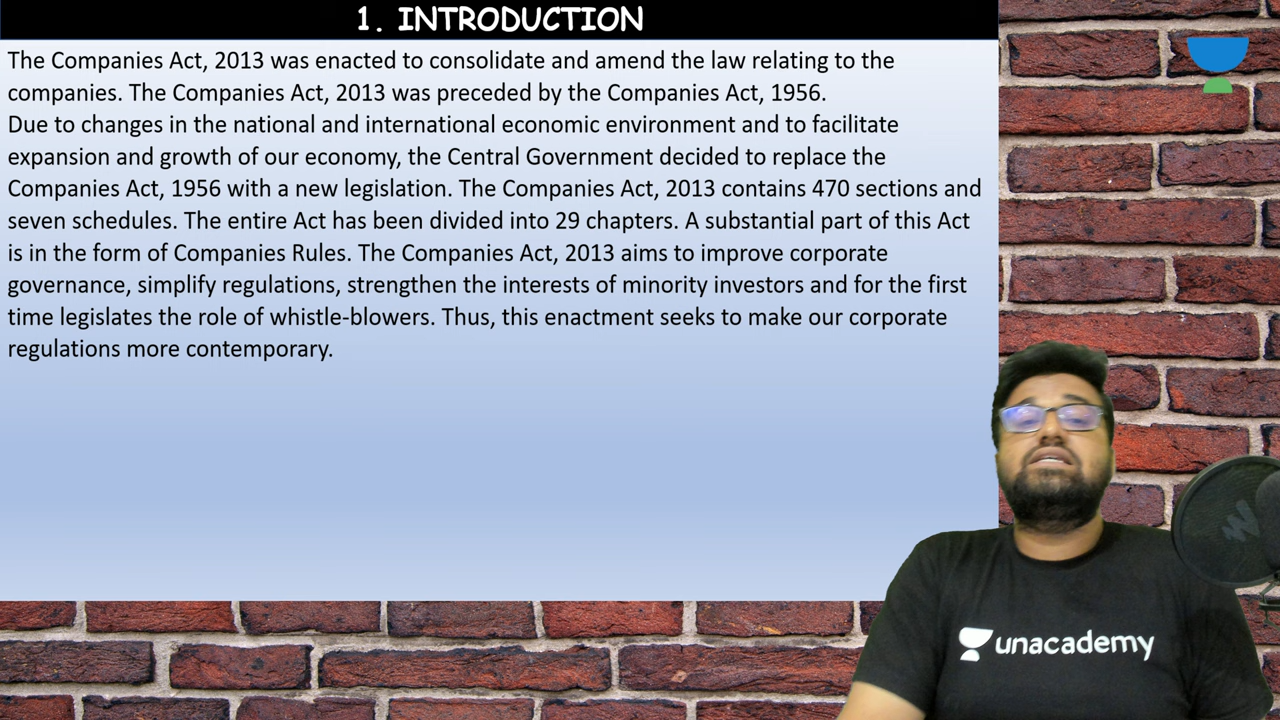 1. INTRODUCTION
The Companies Act, 2013 was enacted to consolidate and amend the law relating to the
companies. The Companies Act, 2013 was preceded by the Companies Act, 1956.
Due to changes in the national and international economic environment and to facilitate
expansion and growth of our economy, the Central Government decided to replace the
Companies Act, 1956 with a new legislation. The Companies Act, 2013 contains 470 sections and
seven schedules. The entire Act has been divided into 29 chapters. A substantial part of this Act
is in the form of Companies Rules. The Companies Act, 2013 aims to improve corporate
governance, simplify regulations, strengthen the interests of minority investors and for the first
time legislates the role of whistle-blowers. Thus, this enactment seeks to make our corporate
regulations more contemporary.
unacademy